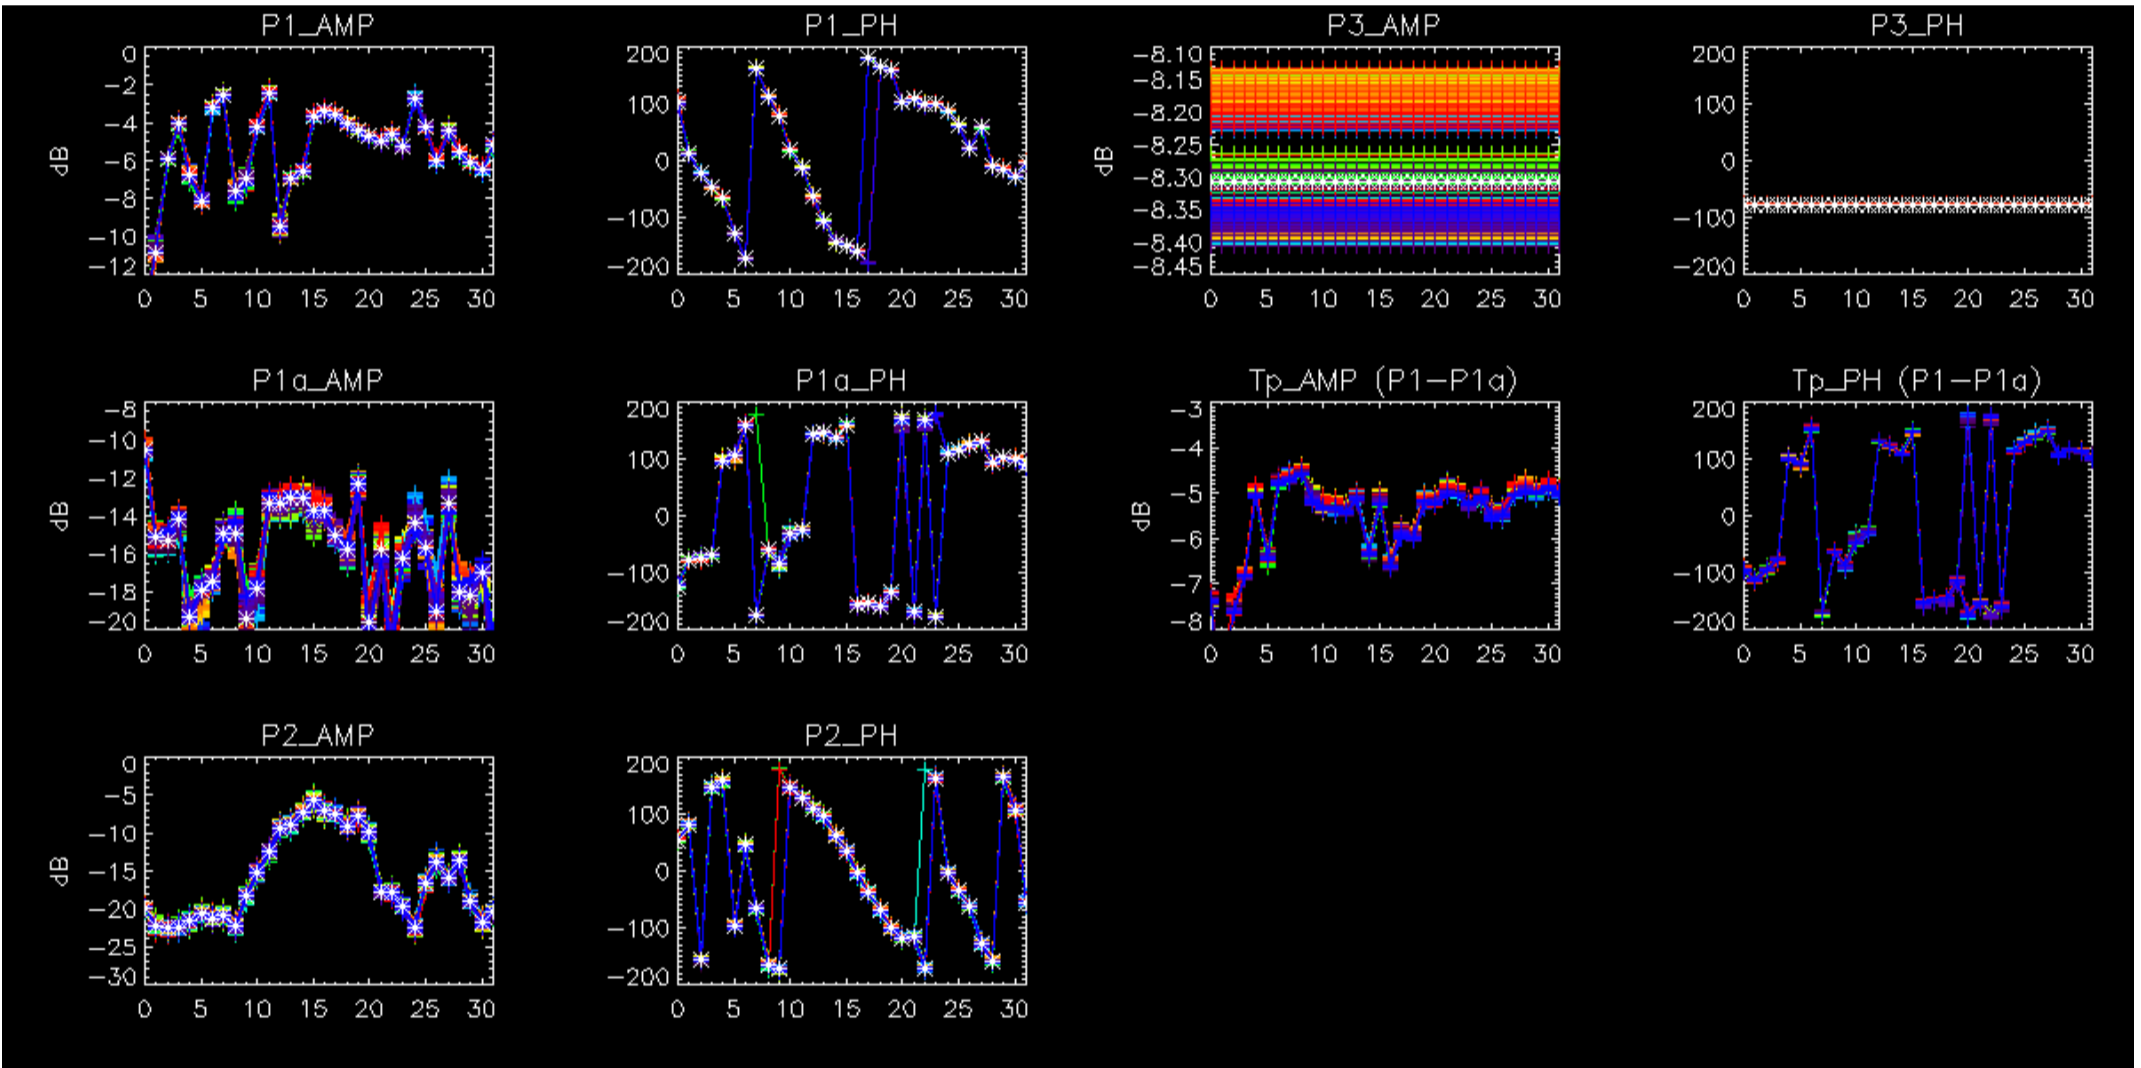 P1_AMP
P1_PH
P3_AMP
P3_PH
dB
0
-2
-4
-6
-8
-10
-12
0 5 10 15 20 25 30
200
100
0
-100
-200
0 5 10 15 20 25 30
dB
-8.10
-8.15
-8.20
-8.25
-8.30
-8.35
-8.40
-8.45
0 5 10 15 20 25 30
200
100
0
-100
-200
0 5 10 15 20 25 30
P1a_AMP
P1a_PH
Tp_AMP (P1-P1a)
Tp_PH (P1-P1a)
dB
-8
-10
-12
-14
-16
-18
-20
0 5 10 15 20 25 30
200
100
0
-100
-200
0 5 10 15 20 25 30
dB
-3
-4
-5
-6
-7
-8
0 5 10 15 20 25 30
200
100
0
-100
-200
0 5 10 15 20 25 30
P2_AMP
P2_PH
dB
0
-5
-10
-15
-20
-25
-30
0 5 10 15 20 25 30
200
100
0
-100
-200
0 5 10 15 20 25 30